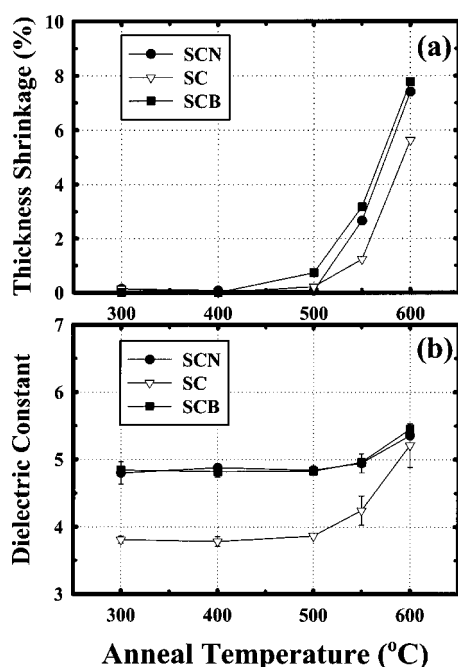 Thickness Shrinkage (%)
10
8
6
4
2
0
SCN
SC
SCB
(a)
300 400 500 600
Dielectric Constant
7
6
5
4
3
SCN
SC
SCB
(b)
300 400 500 600
Anneal Temperature (°C)